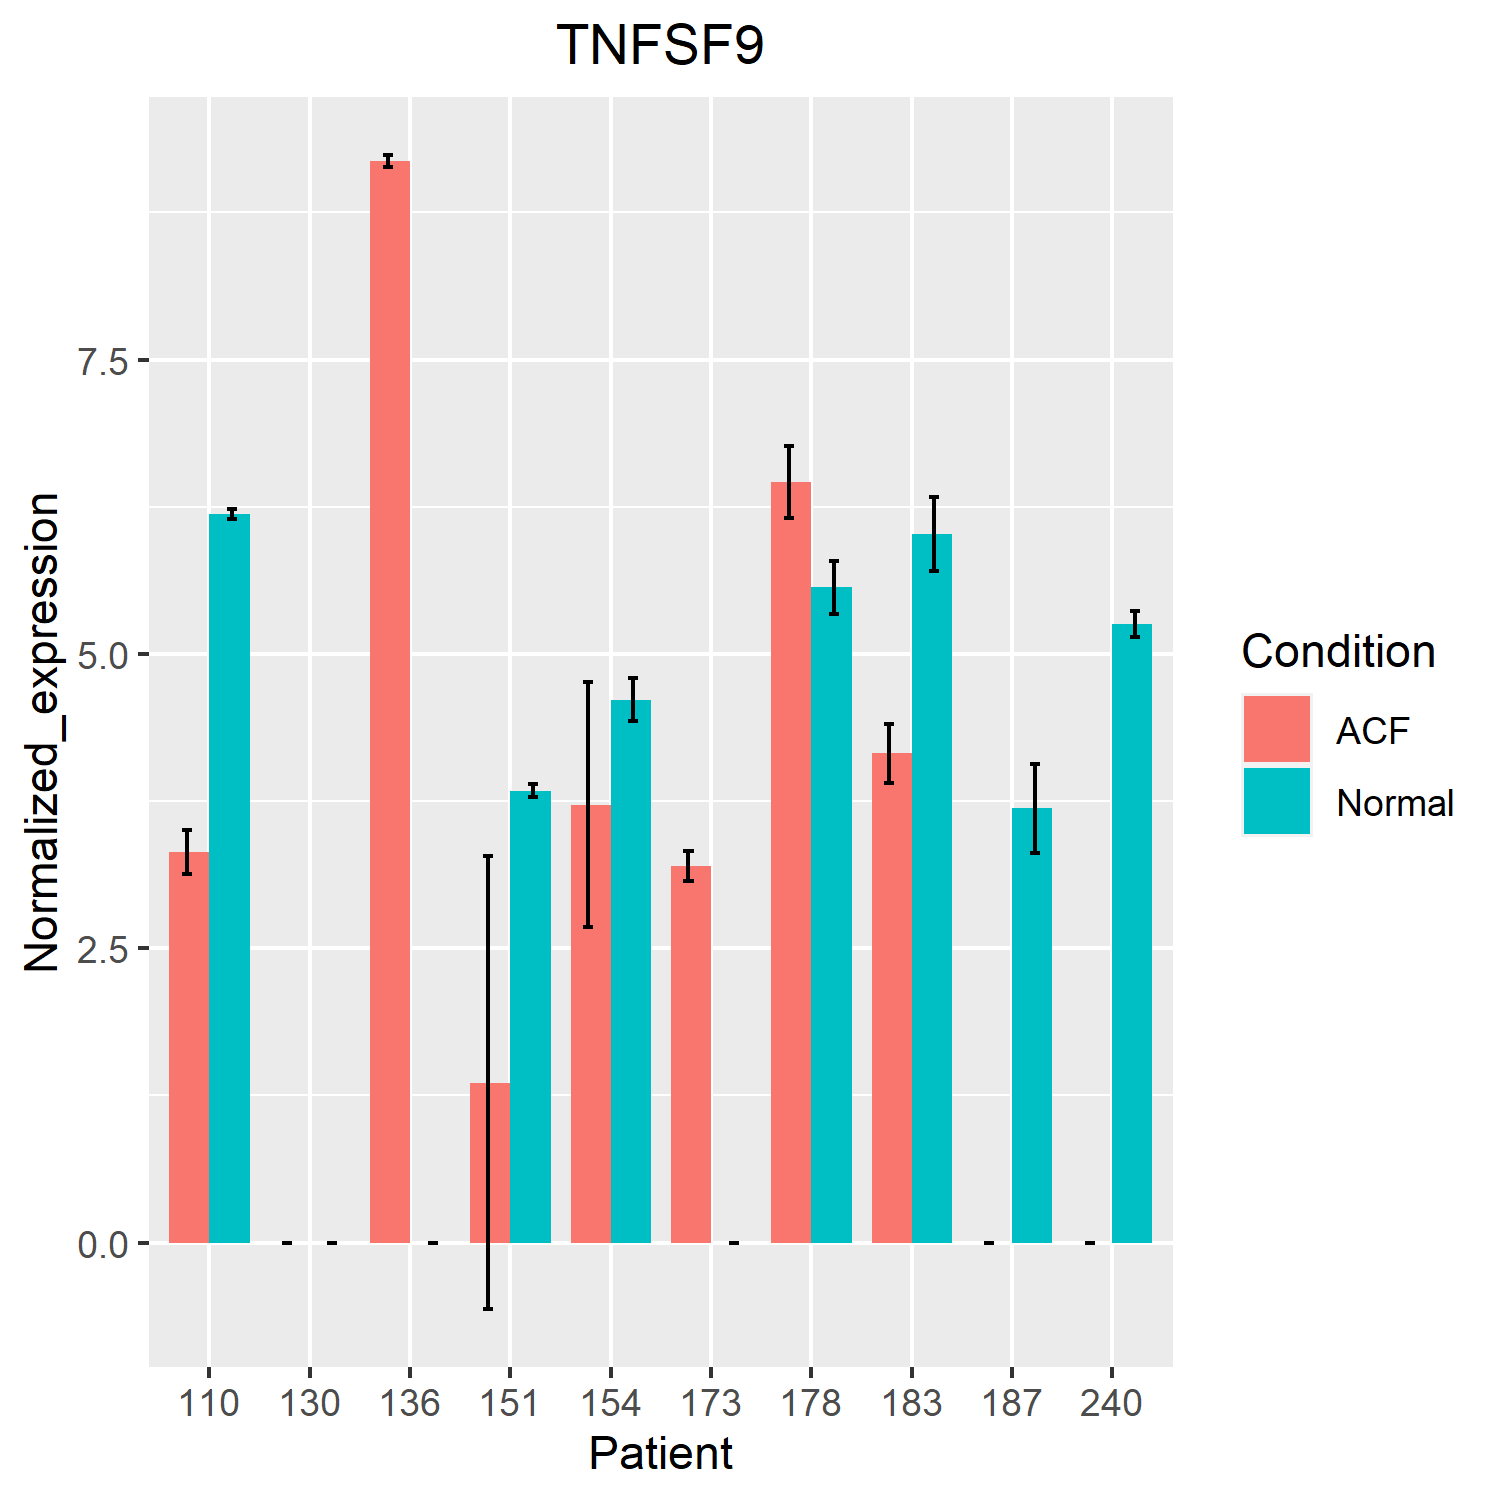 TNFSF9
Normalized_expression
7.5
5.0
2.5
0.0
110 130 136 151 154 173 178 183 187 240
Patient
Condition
ACF
Normal